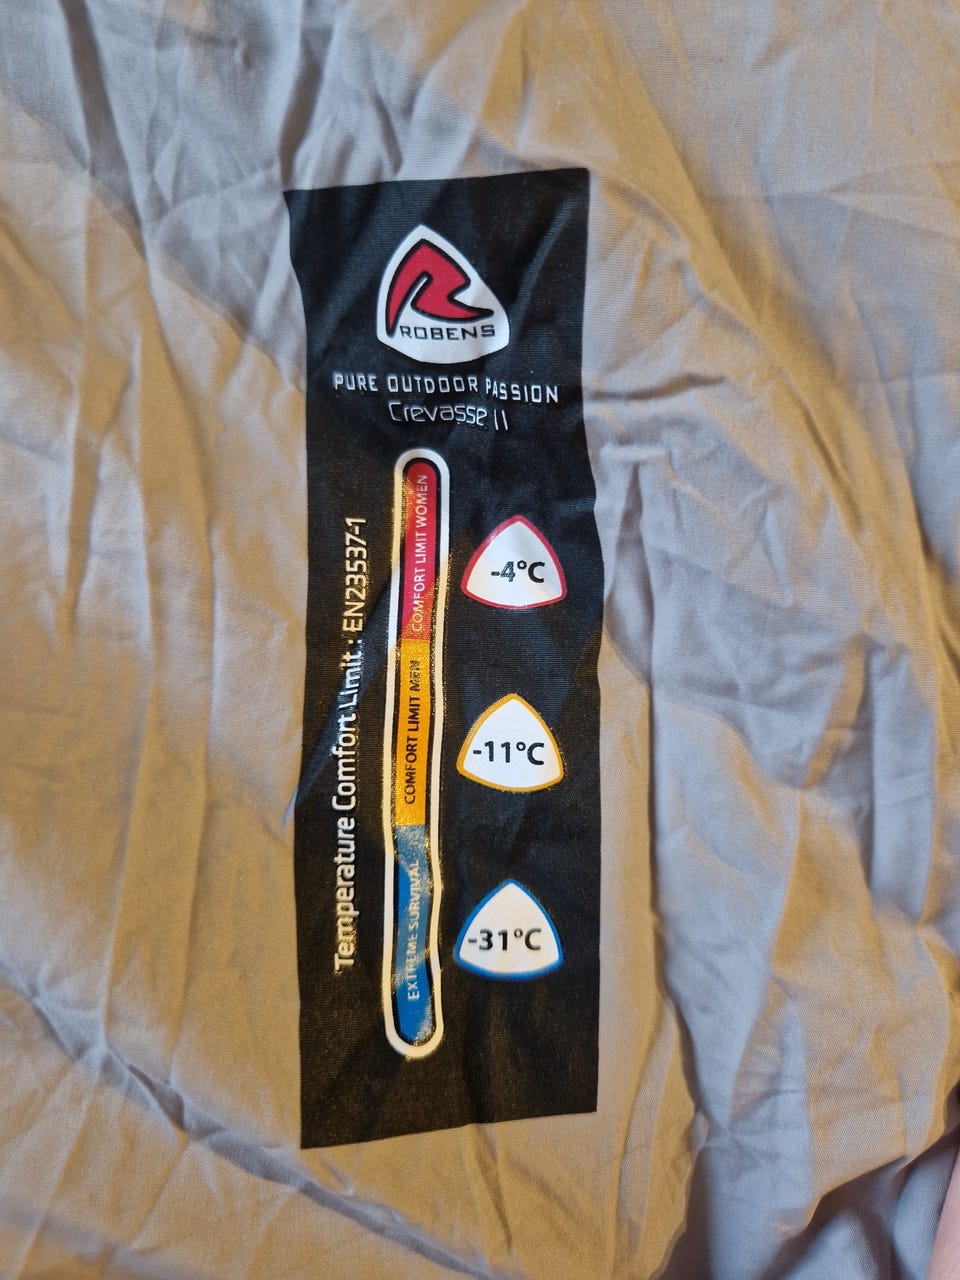 ROBENS
PURE OUTDOOR PASSION
Crevasse II
Temperature Comfort Limit.: EN23537-1
COMFORT LIMIT WOMEN
-4°C
COMFORT LIMIT MEN
-11°C
EXTREME SURVIVAL
-31°C